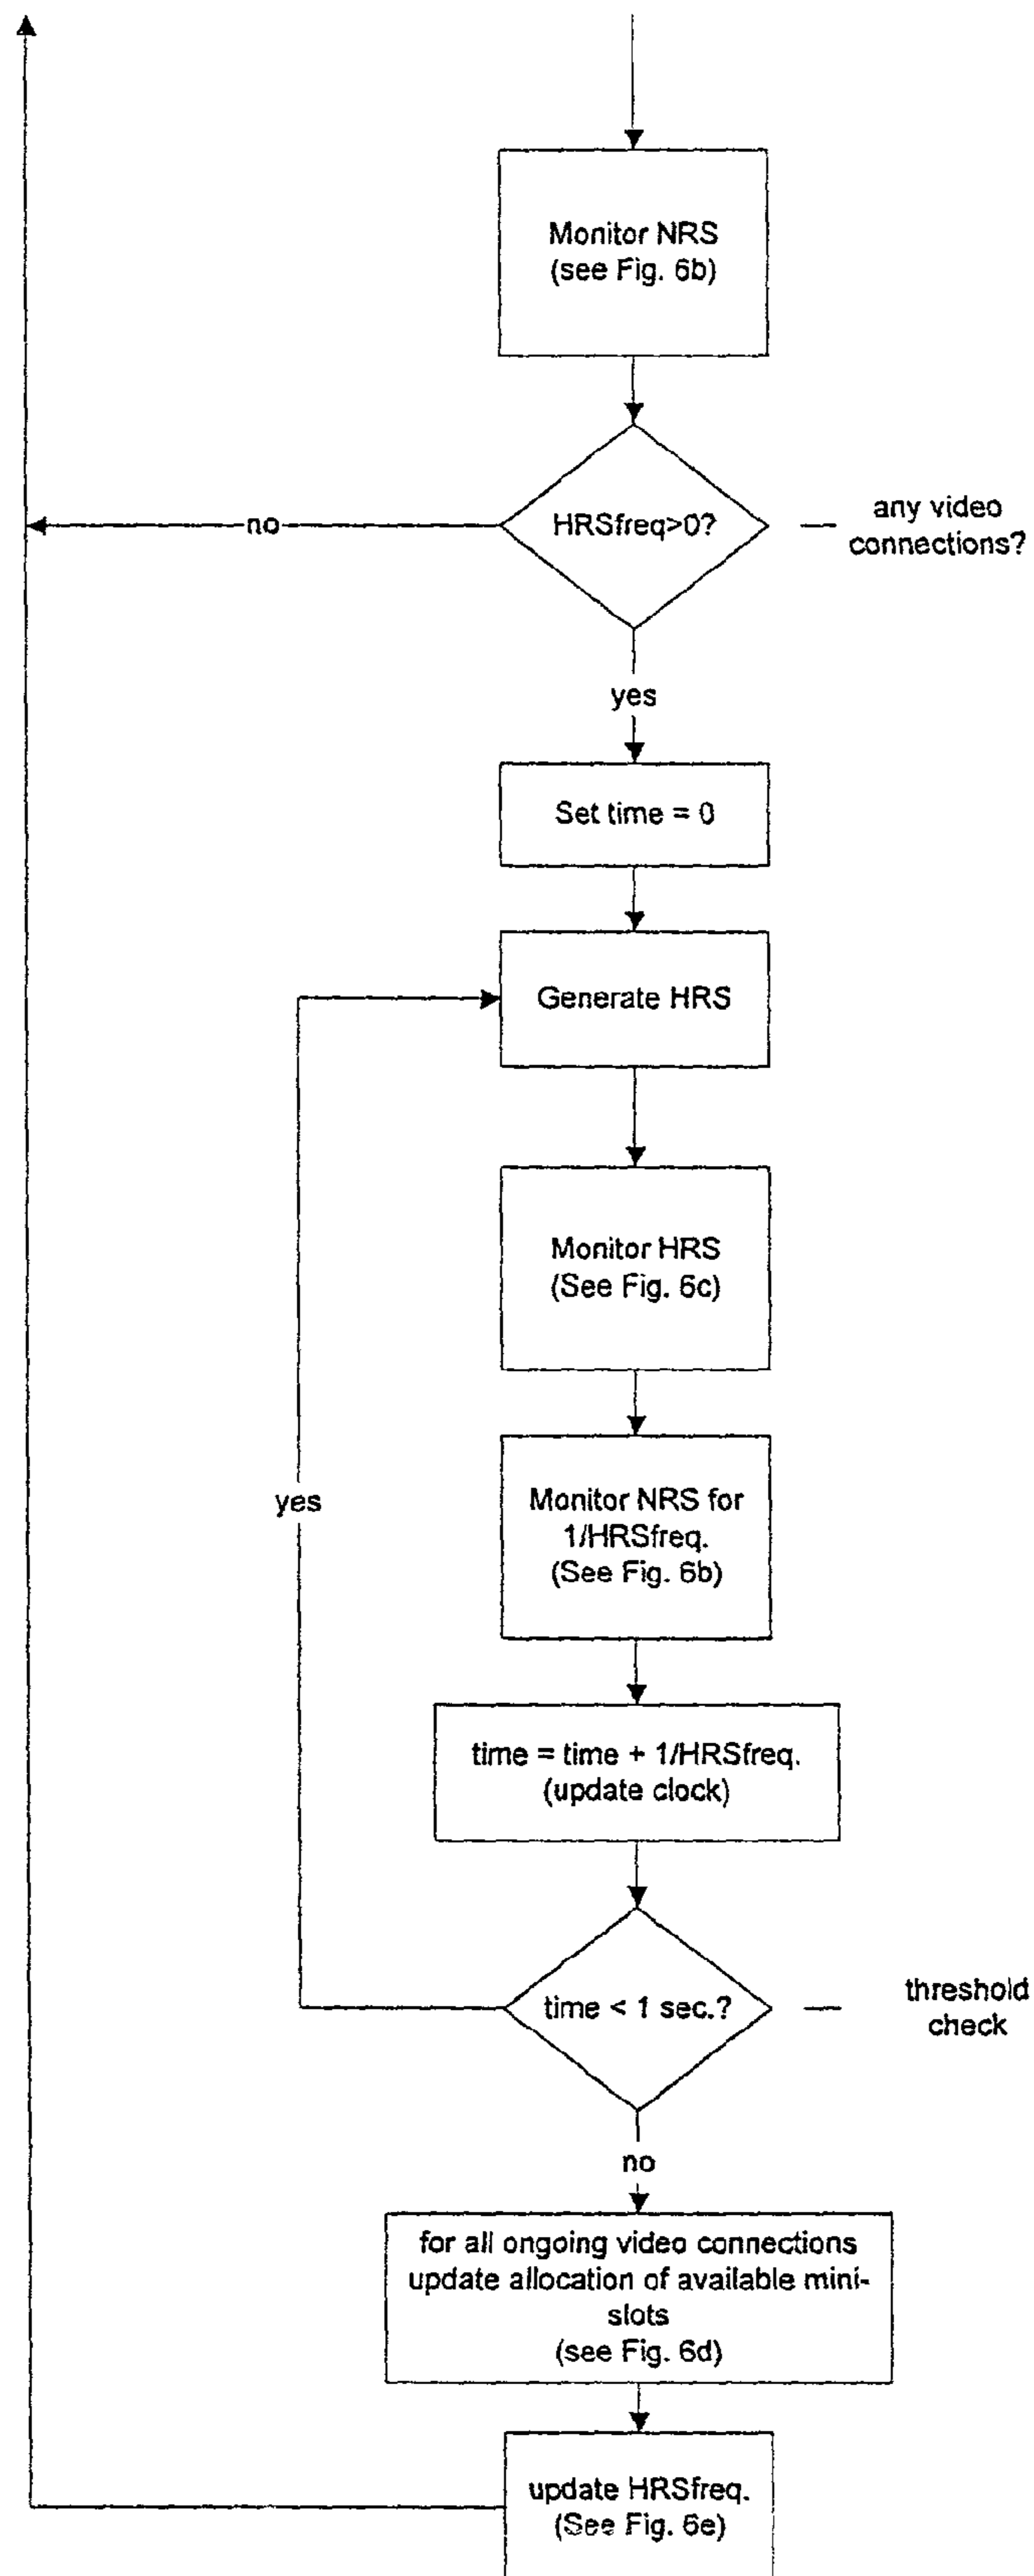 Monitor NRS
(see Fig. 6b)
HRSfreq>0?
any video
connections?
no
yes
Set time = 0
Generate HRS
Monitor HRS
(See Fig. 6c)
yes
Monitor NRS for
1/HRSfreq.
(See Fig. 6b)
time = time + 1/HRSfreq.
(update clock)
time < 1 sec.?
threshold
check
no
for all ongoing video connections
update allocation of available mini-
slots
(see Fig. 6d)
update HRSfreq.
(See Fig. 6e)